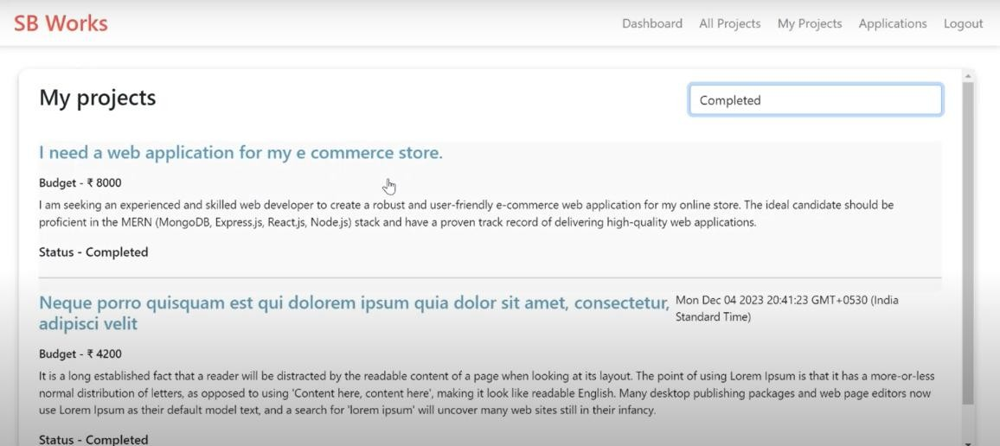 SB Works
Dashboard All Projects My Projects Applications Logout
My projects
Completed
I need a web application for my e commerce store.
Budget - ₹ 8000
I am seeking an experienced and skilled web developer to create a robust and user-friendly e-commerce web application for my online store. The ideal candidate should be
proficient in the MERN (MongoDB, Express.js, React.js, Node.js) stack and have a proven track record of delivering high-quality web applications.
Status - Completed
Neque porro quisquam est qui dolorem ipsum quia dolor sit amet, consectetur,
adipisci velit
Mon Dec 04 2023 20:41:23 GMT+0530 (India
Standard Time)
Budget - ₹ 4200
It is a long established fact that a reader will be distracted by the readable content of a page when looking at its layout. The point of using Lorem Ipsum is that it has a more-or-less
normal distribution of letters, as opposed to using 'Content here, content here', making it look like readable English. Many desktop publishing packages and web page editors now
use Lorem Ipsum as their default model text, and a search for 'lorem ipsum' will uncover many web sites still in their infancy.
Status - Completed